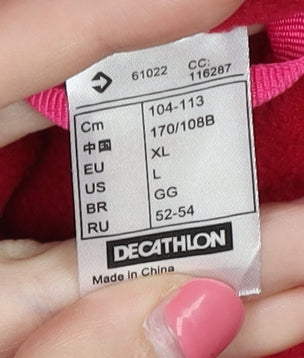 61022 CC:
116287
Cm 104-113
中国 170/108B
EU XL
US L
BR GG
RU 52-54
DECATHLON
Made in China